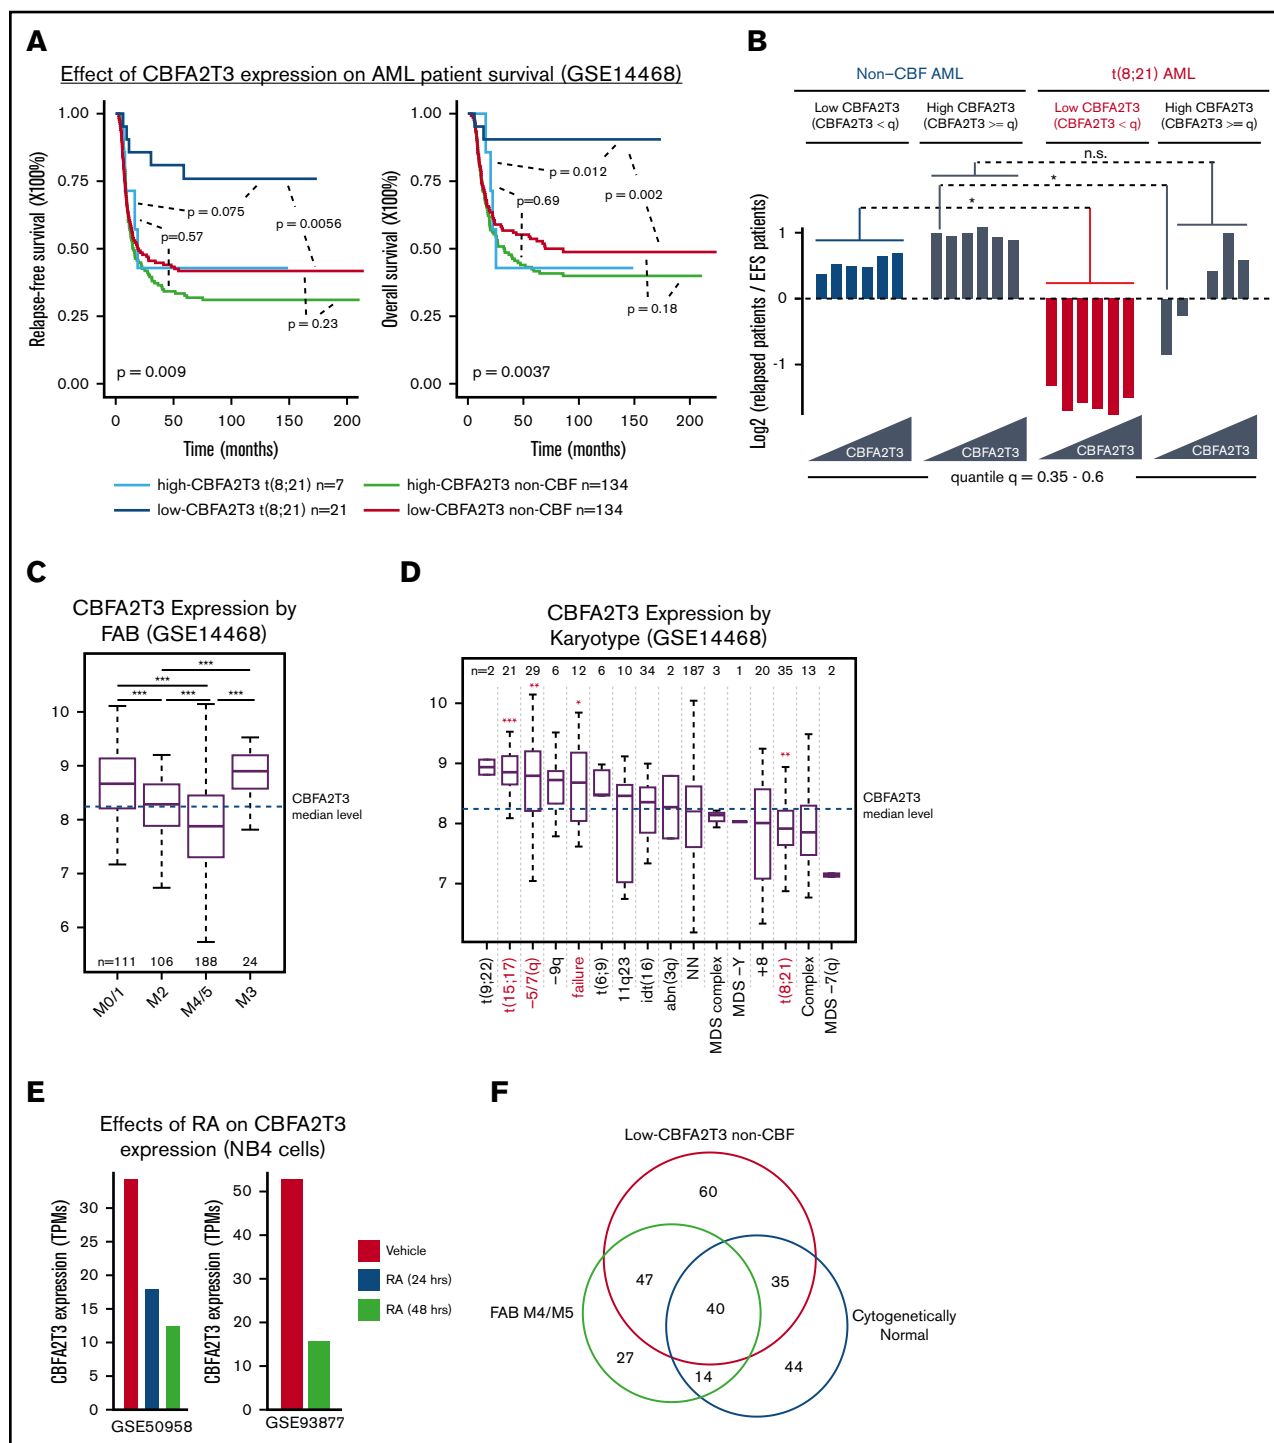 A
Effect of CBFA2T3 expression on AML patient survival (GSE14468)
Relapse-free survival (X100%)
1.00
0.75
0.50
0.25
0.00
p = 0.075
p = 0.0056
p=0.57
p = 0.23
p = 0.009
0
50
100
150
200
Time (months)
Overall survival (X100%)
1.00
0.75
0.50
0.25
0.00
p = 0.012
p = 0.002
p=0.69
p = 0.18
p = 0.0037
0
50
100
150
200
Time (months)
high-CBFA2T3 t(8;21) n=7
high-CBFA2T3 non-CBF n=134
low-CBFA2T3 t(8;21) n=21
low-CBFA2T3 non-CBF n=134
B
Non–CBF AML
t(8;21) AML
Low CBFA2T3
(CBFA2T3 < q)
High CBFA2T3
(CBFA2T3 >= q)
Low CBFA2T3
(CBFA2T3 < q)
High CBFA2T3
(CBFA2T3 >= q)
n.s.
*
*
Log2 (relapsed patients / EFS patients)
1
0
-1
CBFA2T3
CBFA2T3
CBFA2T3
CBFA2T3
quantile q = 0.35 - 0.6
C
CBFA2T3 Expression by
FAB (GSE14468)
***
***
*** *** ***
10
9
8
7
6
CBFA2T3
median level
n=111 106 188 24
M0/1
M2
M4/5
M3
D
CBFA2T3 Expression by
Karyotype (GSE14468)
n=2 21 29 6 12 6 10 34 2 187 3 1 20 35 13 2
*** ** * **
10
9
8
7
CBFA2T3
median level
t(9;22)
t(15;17)
–5/7(q)
–9q
failure
t(6;9)
11q23
idt(16)
abn(3q)
NN
MDS complex
MDS –Y
+8
t(8;21)
Complex
MDS –7(q)
E
Effects of RA on CBFA2T3
expression (NB4 cells)
CBFA2T3 expression (TPMs)
30
25
20
15
10
5
0
GSE50958
CBFA2T3 expression (TPMs)
50
40
30
20
10
0
GSE93877
Vehicle
RA (24 hrs)
RA (48 hrs)
F
Low-CBFA2T3 non-CBF
60
47
35
40
FAB M4/M5
Cytogenetically
Normal
27
14
44